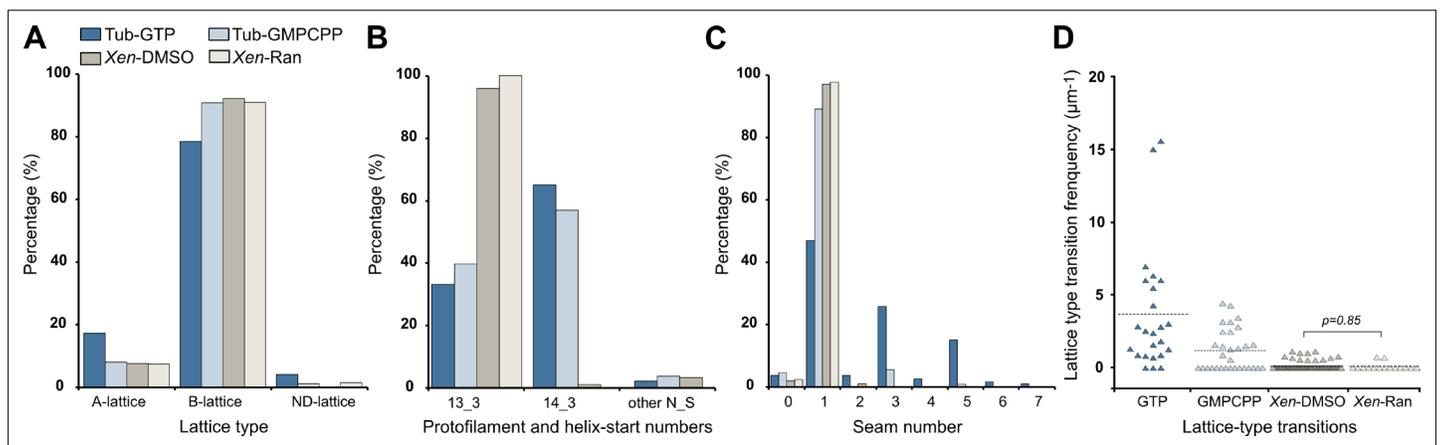 A
Tub-GTP Tub-GMPCPP
Xen-DMSO Xen-Ran
Percentage (%)
100
80
60
40
20
0
A-lattice B-lattice ND-lattice
Lattice type
B
Percentage (%)
100
80
60
40
20
0
13_3 14_3 other N_S
Protofilament and helix-start numbers
C
Percentage (%)
100
80
60
40
20
0
0 1 2 3 4 5 6 7
Seam number
D
Lattice type transition frenquency (µm-1)
20
15
10
5
0
p=0.85
GTP GMPCPP Xen-DMSO Xen-Ran
Lattice-type transitions